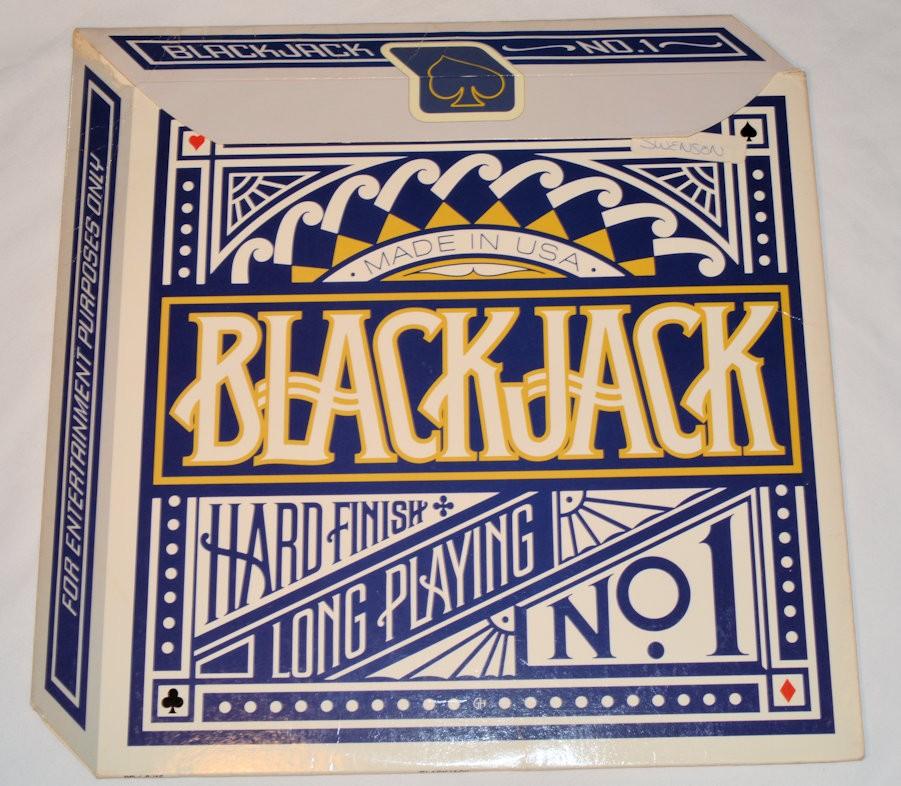 BLACKJACK NO.1
SWENSON
MADE IN USA
BLACKJACK
HARD FINISH
LONG PLAYING
NO. 1
FOR ENTERTAINMENT PURPOSES ONLY